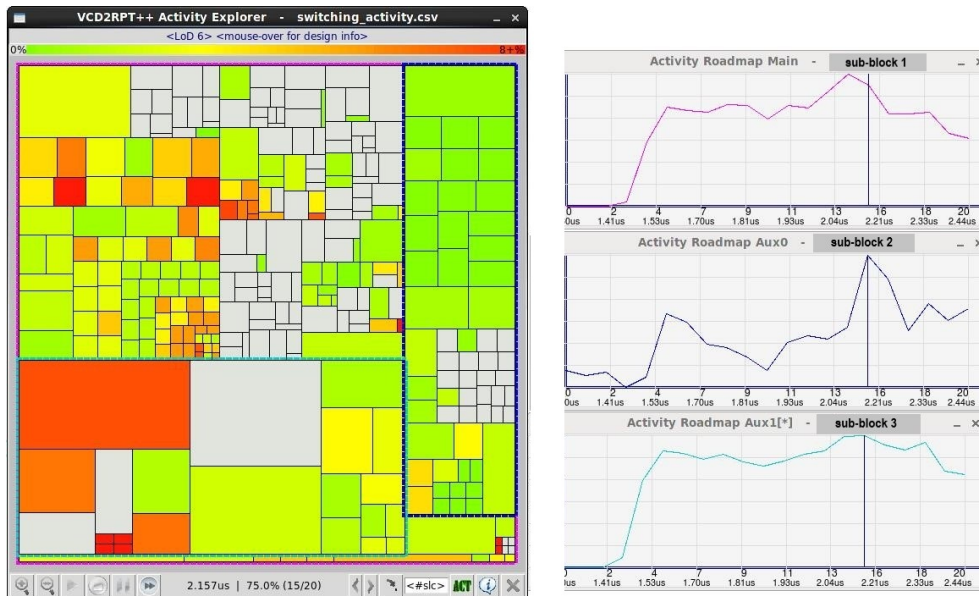 VCD2RPT++ Activity Explorer - switching_activity.csv
<LoD 6> <mouse-over for design info>
0% 8+%
2.157us | 75.0% (15/20) <#slc> ACT
Activity Roadmap Main - sub-block 1
0 2 4 7 9 11 13 16 18 20
us 1.41us 1.53us 1.70us 1.81us 1.93us 2.04us 2.21us 2.33us 2.44us
Activity Roadmap Aux0 - sub-block 2
0 2 4 7 9 11 13 16 18 20
us 1.41us 1.53us 1.70us 1.81us 1.93us 2.04us 2.21us 2.33us 2.44us
Activity Roadmap Aux1[*] - sub-block 3
0 2 4 7 9 11 13 16 18 20
us 1.41us 1.53us 1.70us 1.81us 1.93us 2.04us 2.21us 2.33us 2.44us